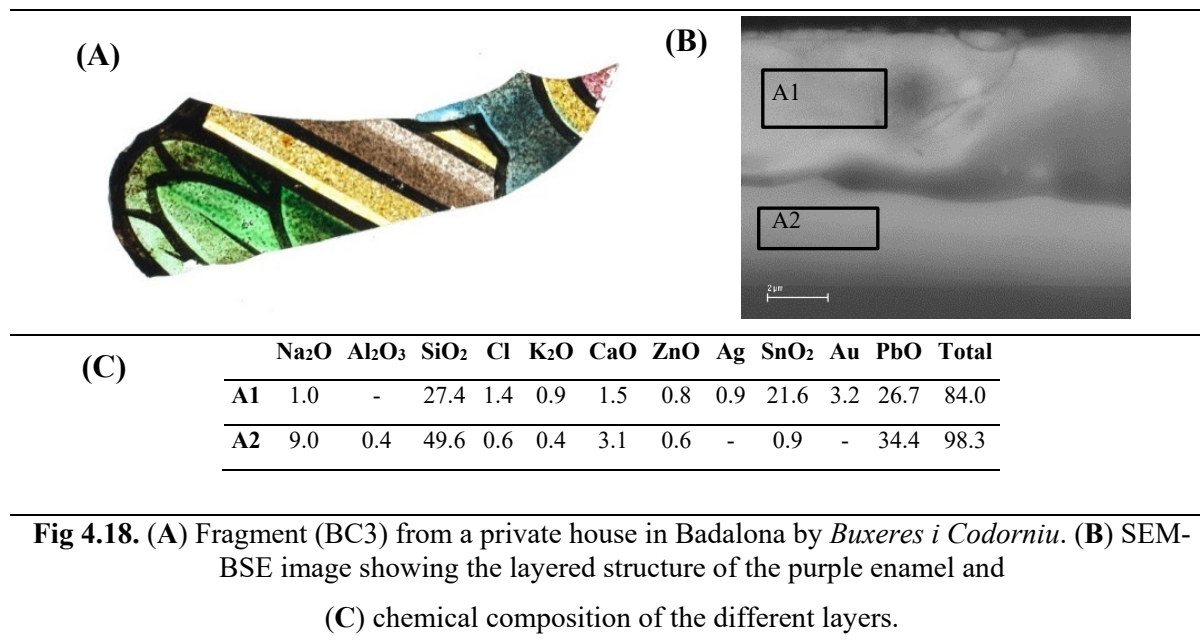 (A)
(B)
A1
A2
2 µm
(C)
Na₂O Al₂O₃ SiO₂ Cl K₂O CaO ZnO Ag SnO₂ Au PbO Total
A1 1.0 - 27.4 1.4 0.9 1.5 0.8 0.9 21.6 3.2 26.7 84.0
A2 9.0 0.4 49.6 0.6 0.4 3.1 0.6 - 0.9 - 34.4 98.3
Fig 4.18. (A) Fragment (BC3) from a private house in Badalona by Buxeres i Codorniu. (B) SEM-
BSE image showing the layered structure of the purple enamel and
(C) chemical composition of the different layers.